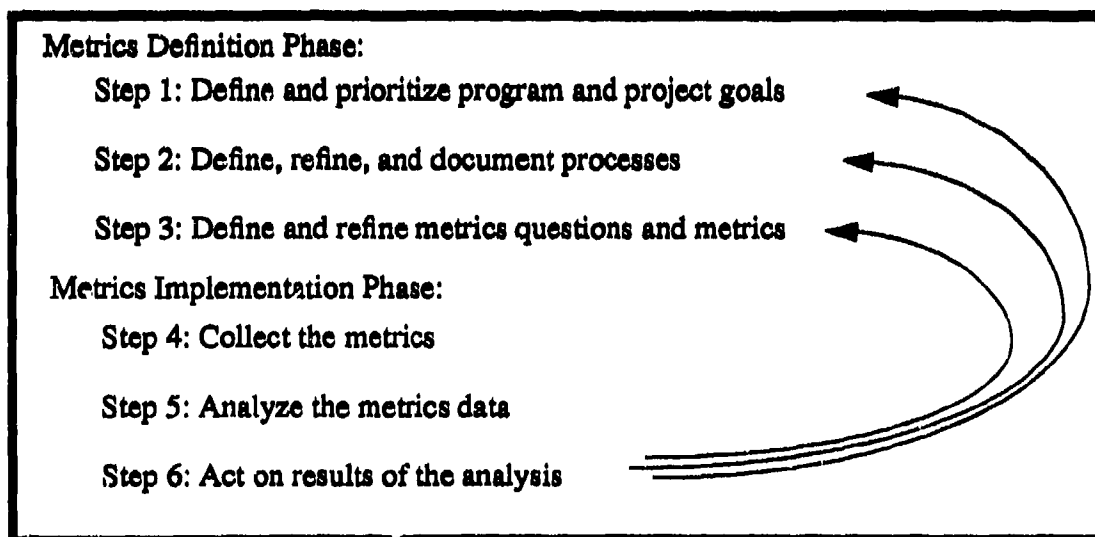 Metrics Definition Phase:
Step 1: Define and prioritize program and project goals
Step 2: Define, refine, and document processes
Step 3: Define and refine metrics questions and metrics
Metrics Implementation Phase:
Step 4: Collect the metrics
Step 5: Analyze the metrics data
Step 6: Act on results of the analysis